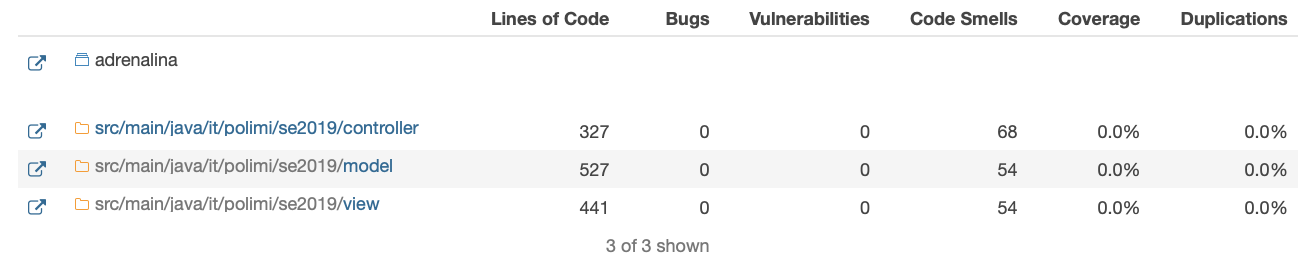 Lines of Code Bugs Vulnerabilities Code Smells Coverage Duplications
adrenalina
src/main/java/it/polimi/se2019/controller 327 0 0 68 0.0% 0.0%
src/main/java/it/polimi/se2019/model 527 0 0 54 0.0% 0.0%
src/main/java/it/polimi/se2019/view 441 0 0 54 0.0% 0.0%
3 of 3 shown